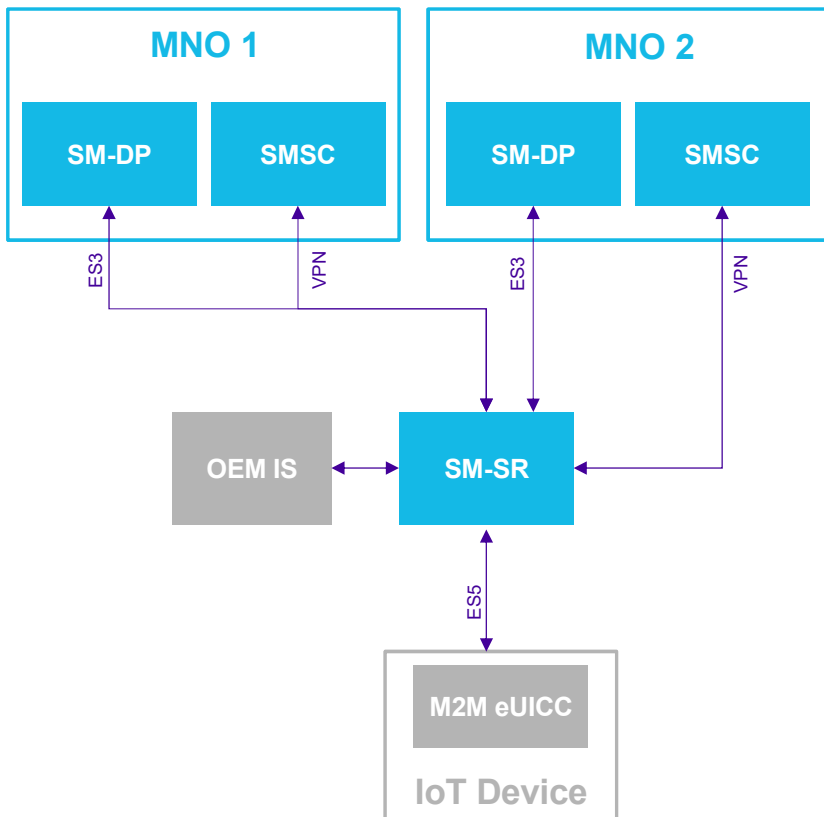 MNO 1
MNO 2
SM-DP
SMSC
SM-DP
SMSC
ES3
VPN
ES3
VPN
OEM IS
SM-SR
ES5
M2M eUICC
IoT Device